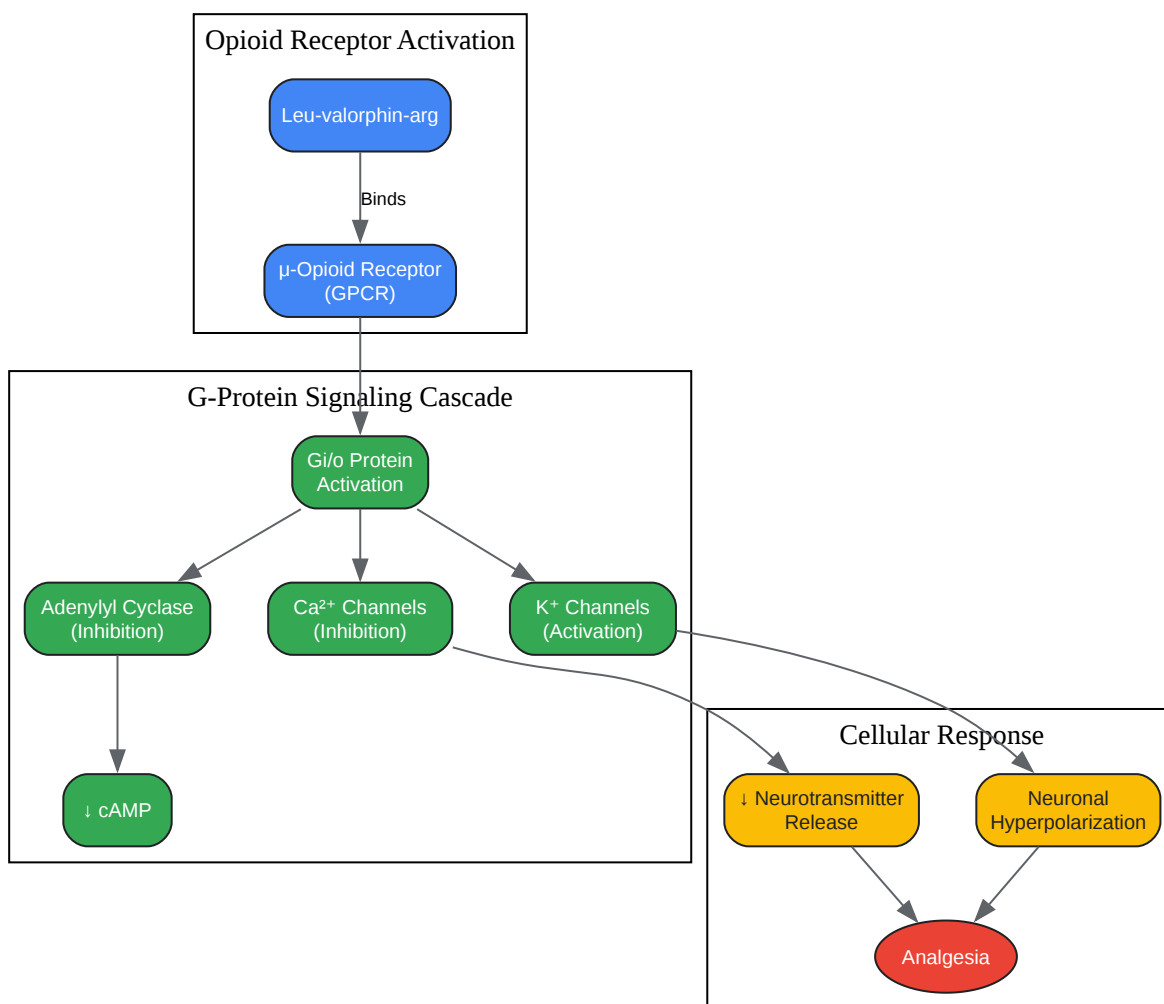 Opioid Receptor Activation
Leu-valorphin-arg
Binds
μ-Opioid Receptor
(GPCR)
G-Protein Signaling Cascade
Gi/o Protein
Activation
Adenylyl Cyclase
(Inhibition)
Ca²⁺ Channels
(Inhibition)
K⁺ Channels
(Activation)
↓ cAMP
Cellular Response
↓ Neurotransmitter
Release
Neuronal
Hyperpolarization
Analgesia